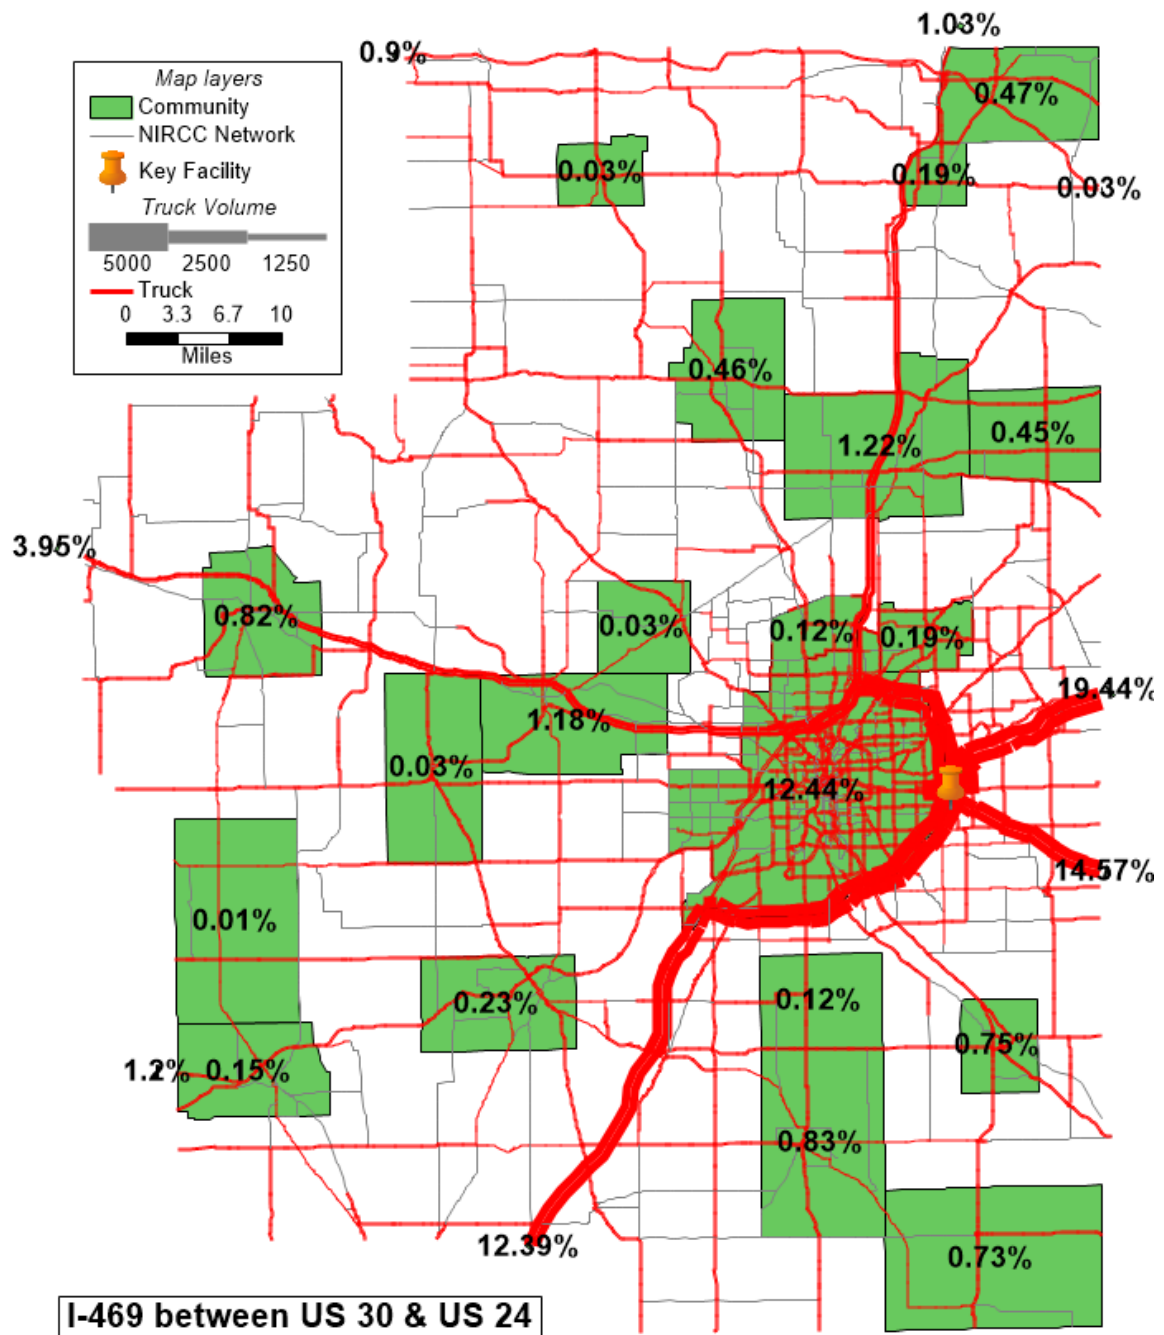 1.03%
0.9%
Map layers
Community
NIRCC Network
Key Facility
Truck Volume
5000 2500 1250
Truck
0 3.3 6.7 10
Miles
0.47%
0.03%
0.19%
0.03%
0.46%
1.22%
0.45%
3.95%
0.82%
0.03%
0.12%
0.19%
19.44%
1.18%
0.03%
12.44%
14.57%
0.01%
0.23%
0.12%
0.75%
1.2%
0.15%
0.83%
12.39%
0.73%
I-469 between US 30 & US 24